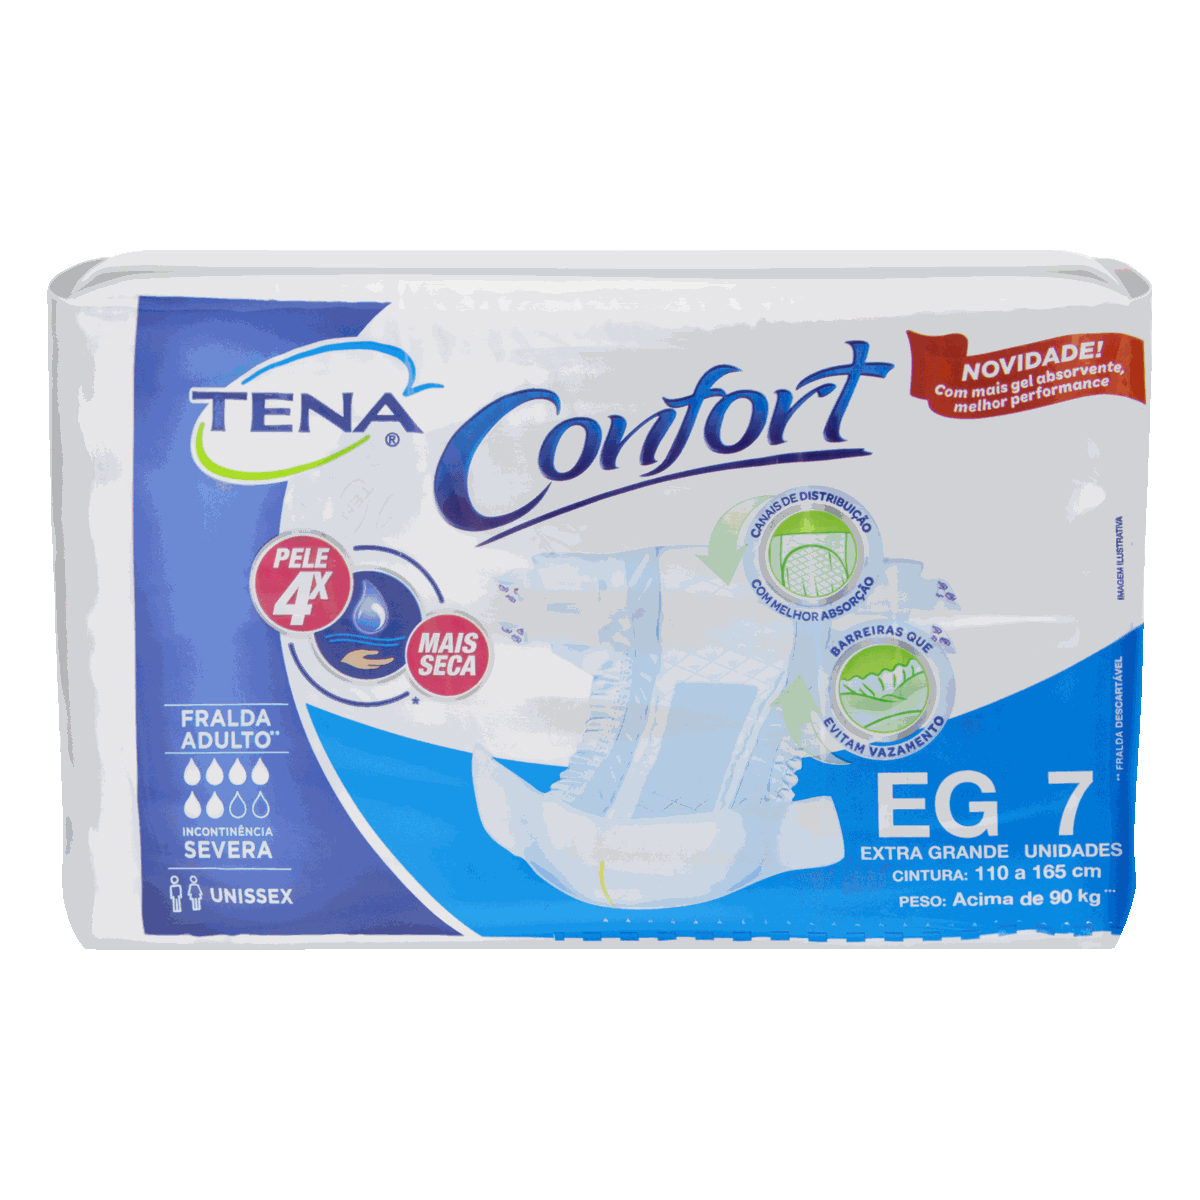 TENA®
Confort
NOVIDADE!
Com mais gel absorvente,
melhor performance
CANAIS DE DISTRIBUIÇÃO
COM MELHOR ABSORÇÃO
BARREIRAS QUE
EVITAM VAZAMENTO
IMAGEM ILUSTRATIVA
PELE
4X
MAIS
SECA
*
FRALDA
ADULTO**
INCONTINÊNCIA
SEVERA
UNISSEX
EG 7
EXTRA GRANDE UNIDADES
CINTURA: 110 a 165 cm
PESO: Acima de 90 kg***
** FRALDA DESCARTÁVEL